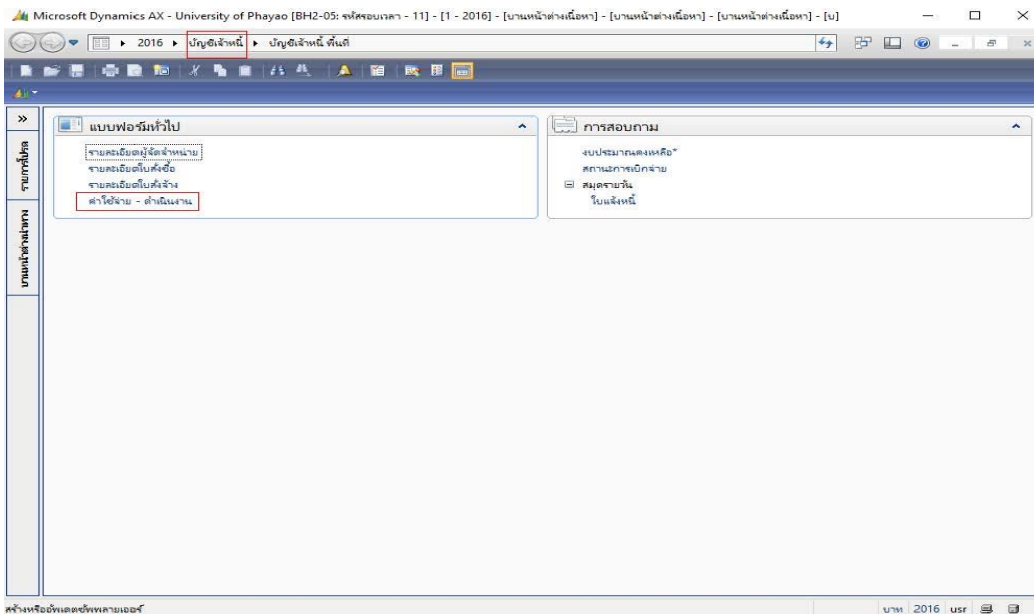 Microsoft Dynamics AX - University of Phayao [BH2-05: รหัสรอบเวลา - 11] - [1 - 2016] - [บานหน้าต่างเนื้อหา] - [บานหน้าต่างเนื้อหา] - [บานหน้าต่างเนื้อหา] - [บ]
2016 บัญชีเจ้าหนี้ บัญชีเจ้าหนี้ พื้นที่
รายการโปรด
บานหน้าต่างนำทาง
แบบฟอร์มทั่วไป
รายละเอียดผู้จัดจำหน่าย
รายละเอียดใบสั่งซื้อ
รายละเอียดใบสั่งจ้าง
ค่าใช้จ่าย - ดำเนินงาน
การสอบถาม
งบประมาณคงเหลือ*
สถานะการเบิกจ่าย
สมุดรายวัน
ใบแจ้งหนี้
สร้างหรืออัพเดตซัพพลายเออร์
บาท 2016 usr